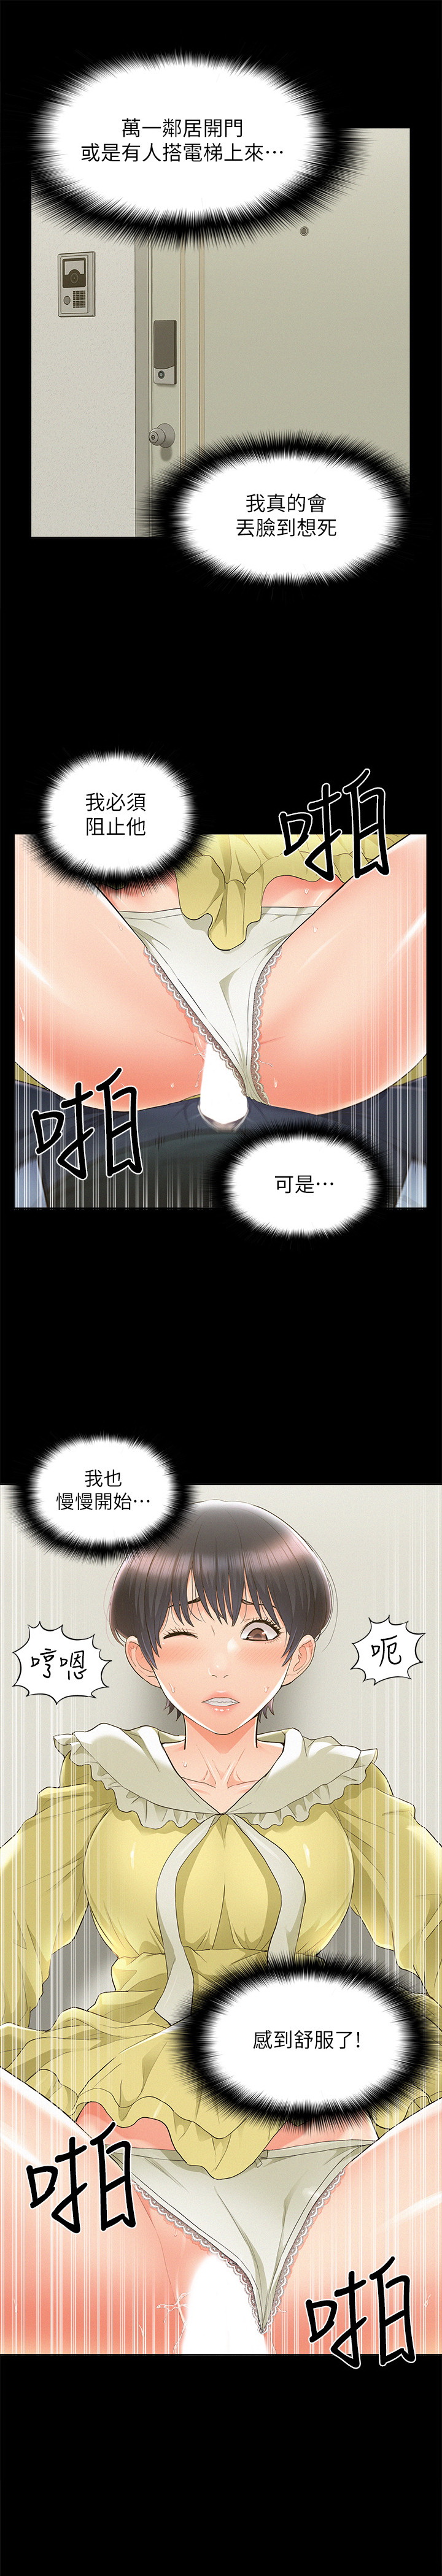 萬一鄰居開門
或是有人搭電梯上來⋯
我真的會
丟臉到想死
我必須
阻止他
啪
啪
可是⋯
我也
慢慢開始⋯
哼嗯
呃
感到舒服了!
啪
啪